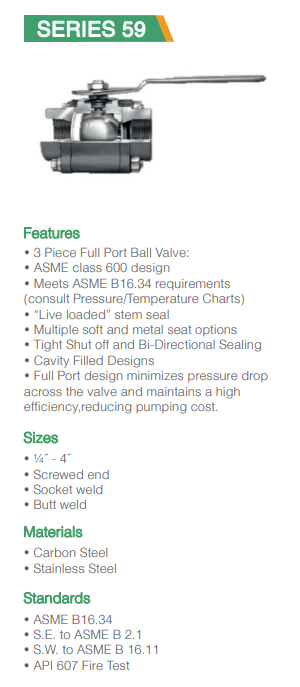 SERIES 59
Features
• 3 Piece Full Port Ball Valve:
• ASME class 600 design
• Meets ASME B16.34 requirements
(consult Pressure/Temperature Charts)
• “Live loaded” stem seal
• Multiple soft and metal seat options
• Tight Shut off and Bi-Directional Sealing
• Cavity Filled Designs
• Full Port design minimizes pressure drop
across the valve and maintains a high
efficiency,reducing pumping cost.
Sizes
• ¼˝ - 4˝
• Screwed end
• Socket weld
• Butt weld
Materials
• Carbon Steel
• Stainless Steel
Standards
• ASME B16.34
• S.E. to ASME B 2.1
• S.W. to ASME B 16.11
• API 607 Fire Test